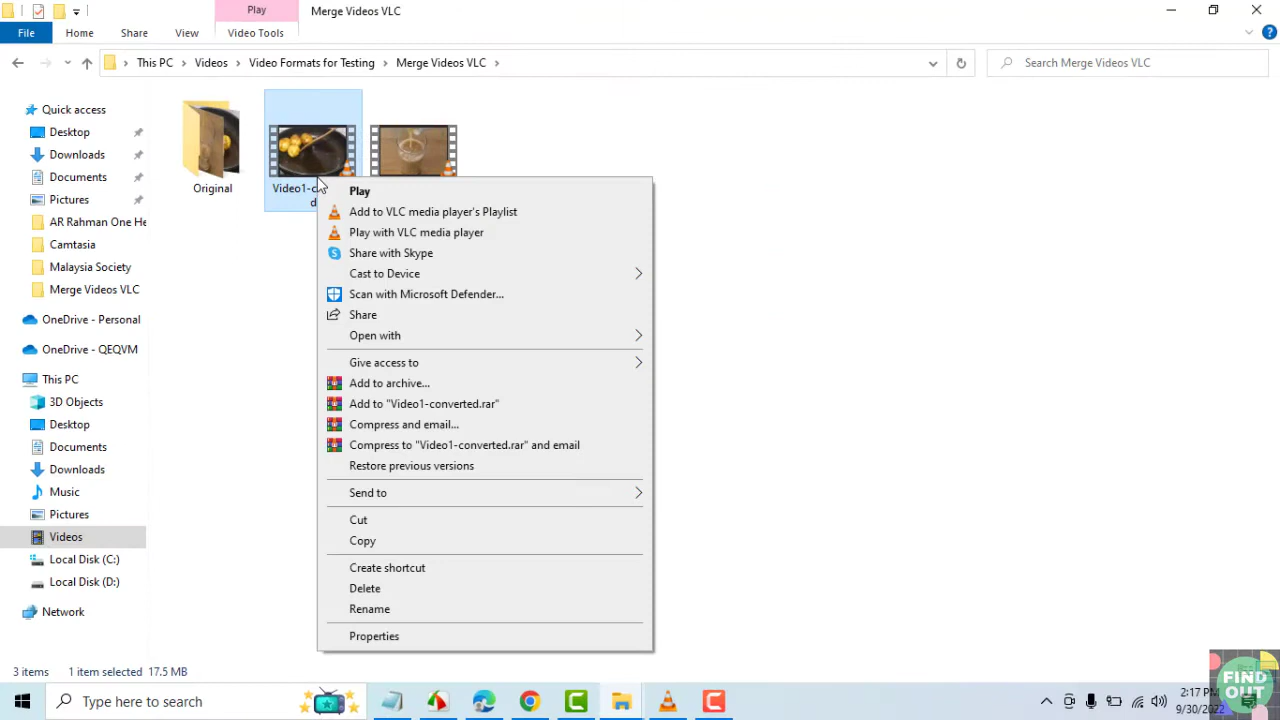 Play
Merge Videos VLC
File
Home
Share
View
Video Tools
This PC
Videos
Video Formats for Testing
Merge Videos VLC
Search Merge Videos VLC
Quick access
Desktop
Downloads
Documents
Pictures
AR Rahman One He
Camtasia
Malaysia Society
Merge Videos VLC
OneDrive - Personal
OneDrive - QEQVM
This PC
3D Objects
Desktop
Documents
Downloads
Music
Pictures
Videos
Local Disk (C:)
Local Disk (D:)
Network
Original
Play
Add to VLC media player's Playlist
Play with VLC media player
Share with Skype
Cast to Device
Scan with Microsoft Defender...
Share
Open with
Give access to
Add to archive...
Add to "Video1-converted.rar"
Compress and email...
Compress to "Video1-converted.rar" and email
Restore previous versions
Send to
Cut
Copy
Create shortcut
Delete
Rename
Properties
3 items
1 item selected 17.5 MB
Type here to search
2:17 PM
9/30/2022
FIND
OUT